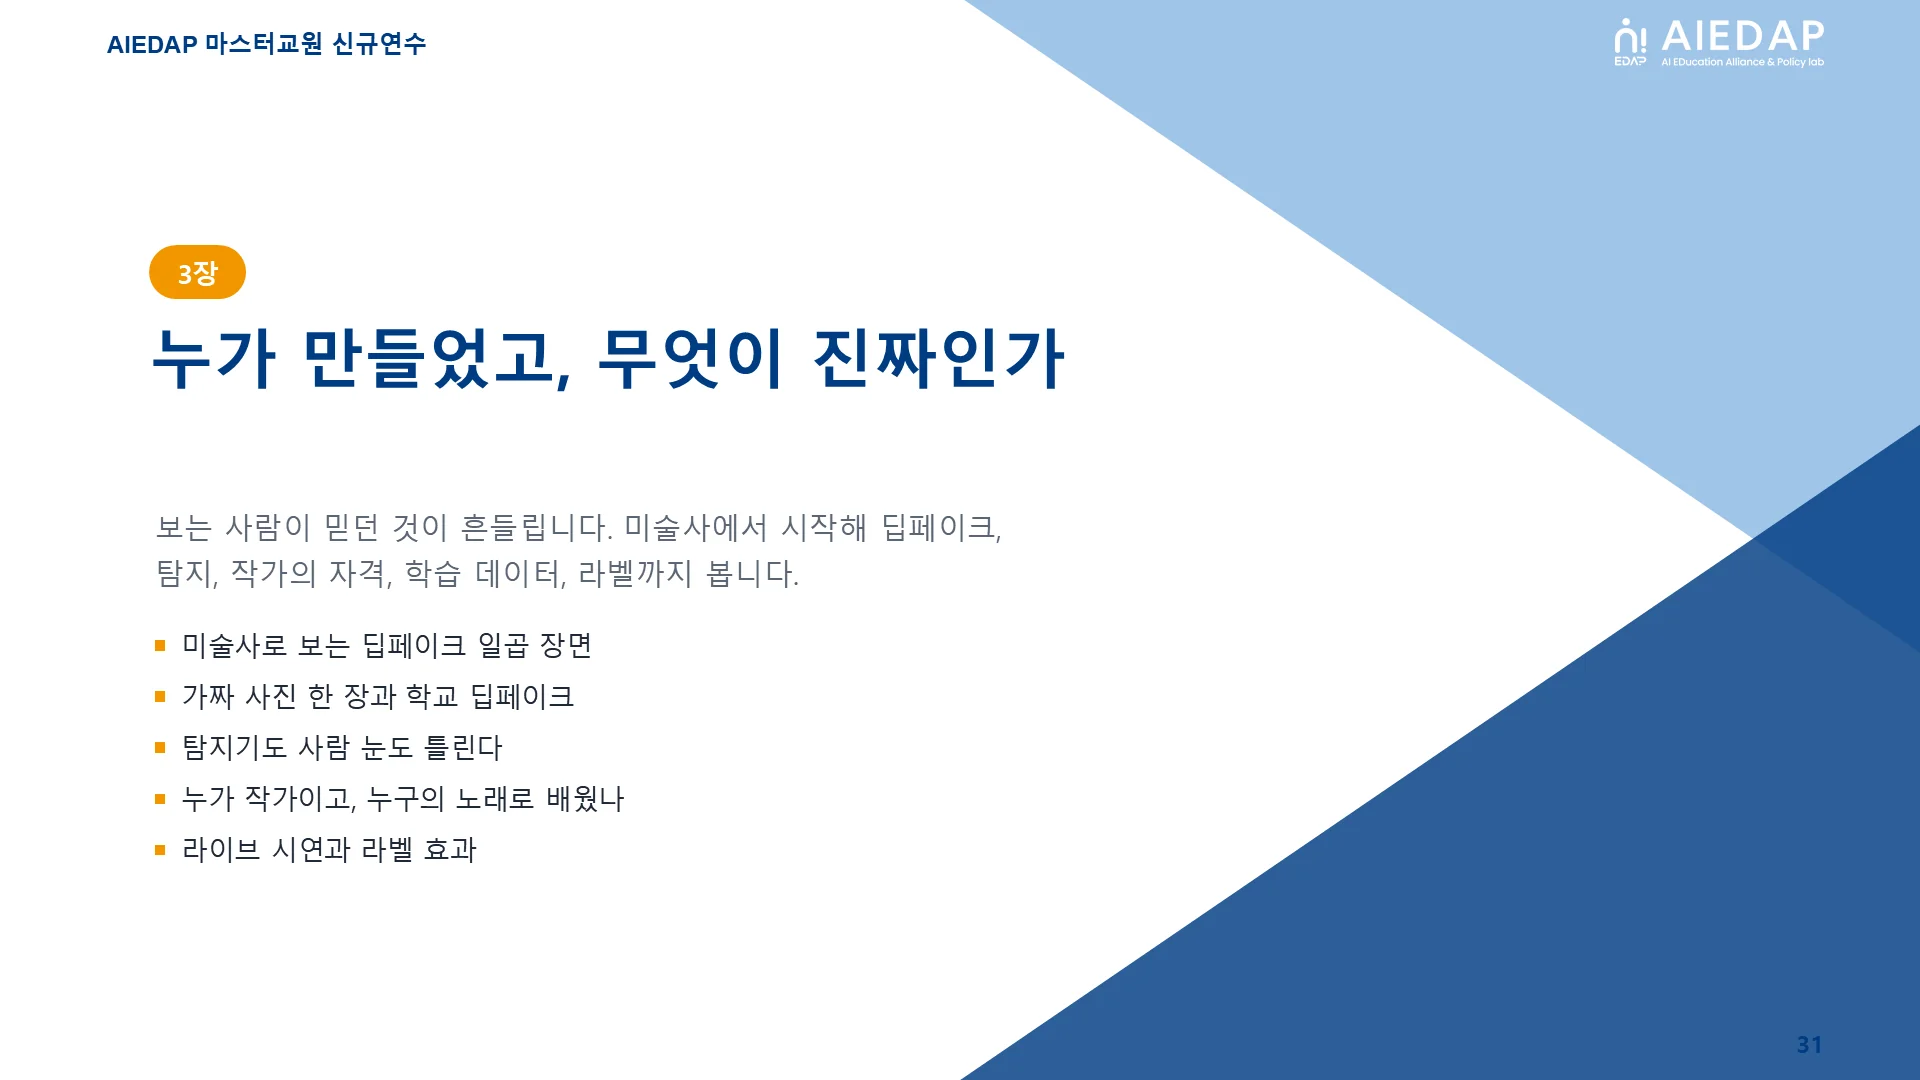 AIEDAP 마스터교원 신규연수
AIEDAP
EDAP
AI EDucation Alliance & Policy lab
3장
누가 만들었고, 무엇이 진짜인가
보는 사람이 믿던 것이 흔들립니다. 미술사에서 시작해 딥페이크,
탐지, 작가의 자격, 학습 데이터, 라벨까지 봅니다.
미술사로 보는 딥페이크 일곱 장면
가짜 사진 한 장과 학교 딥페이크
탐지기도 사람 눈도 틀린다
누가 작가이고, 누구의 노래로 배웠나
라이브 시연과 라벨 효과
31